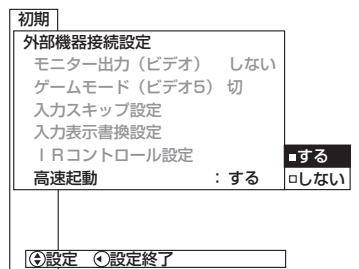 初期
外部機器接続設定
モニター出力（ビデオ） しない
ゲームモード（ビデオ5） 切
入力スキップ設定
入力表示書換設定
IRコントロール設定
高速起動 ：する
■する
□しない
設定 設定終了